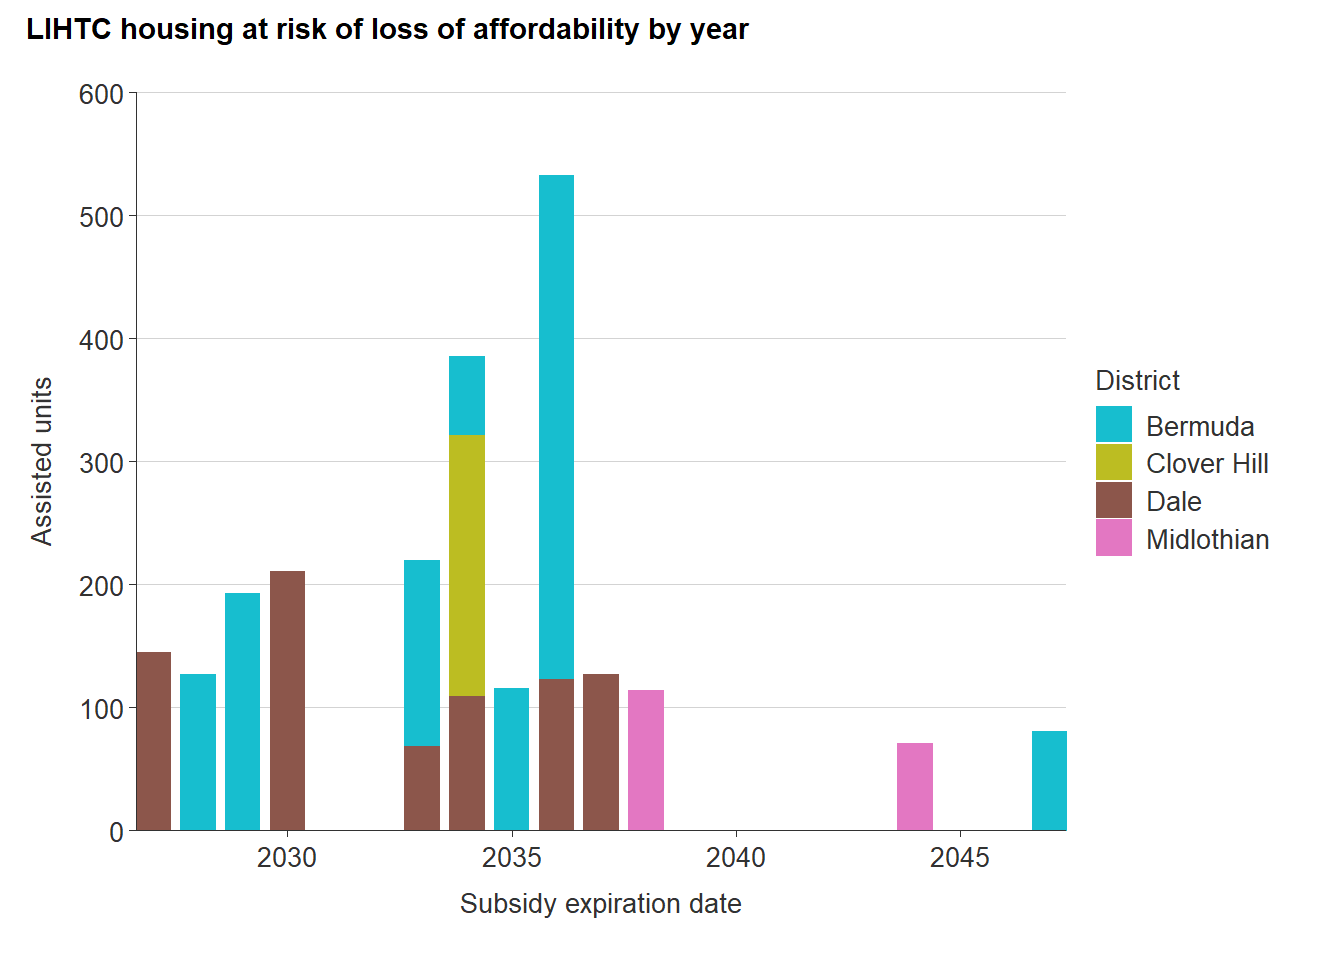 LIHTC housing at risk of loss of affordability by year
600
500
400
300
200
100
0
Assisted units
2030 2035 2040 2045
Subsidy expiration date
District
Bermuda
Clover Hill
Dale
Midlothian